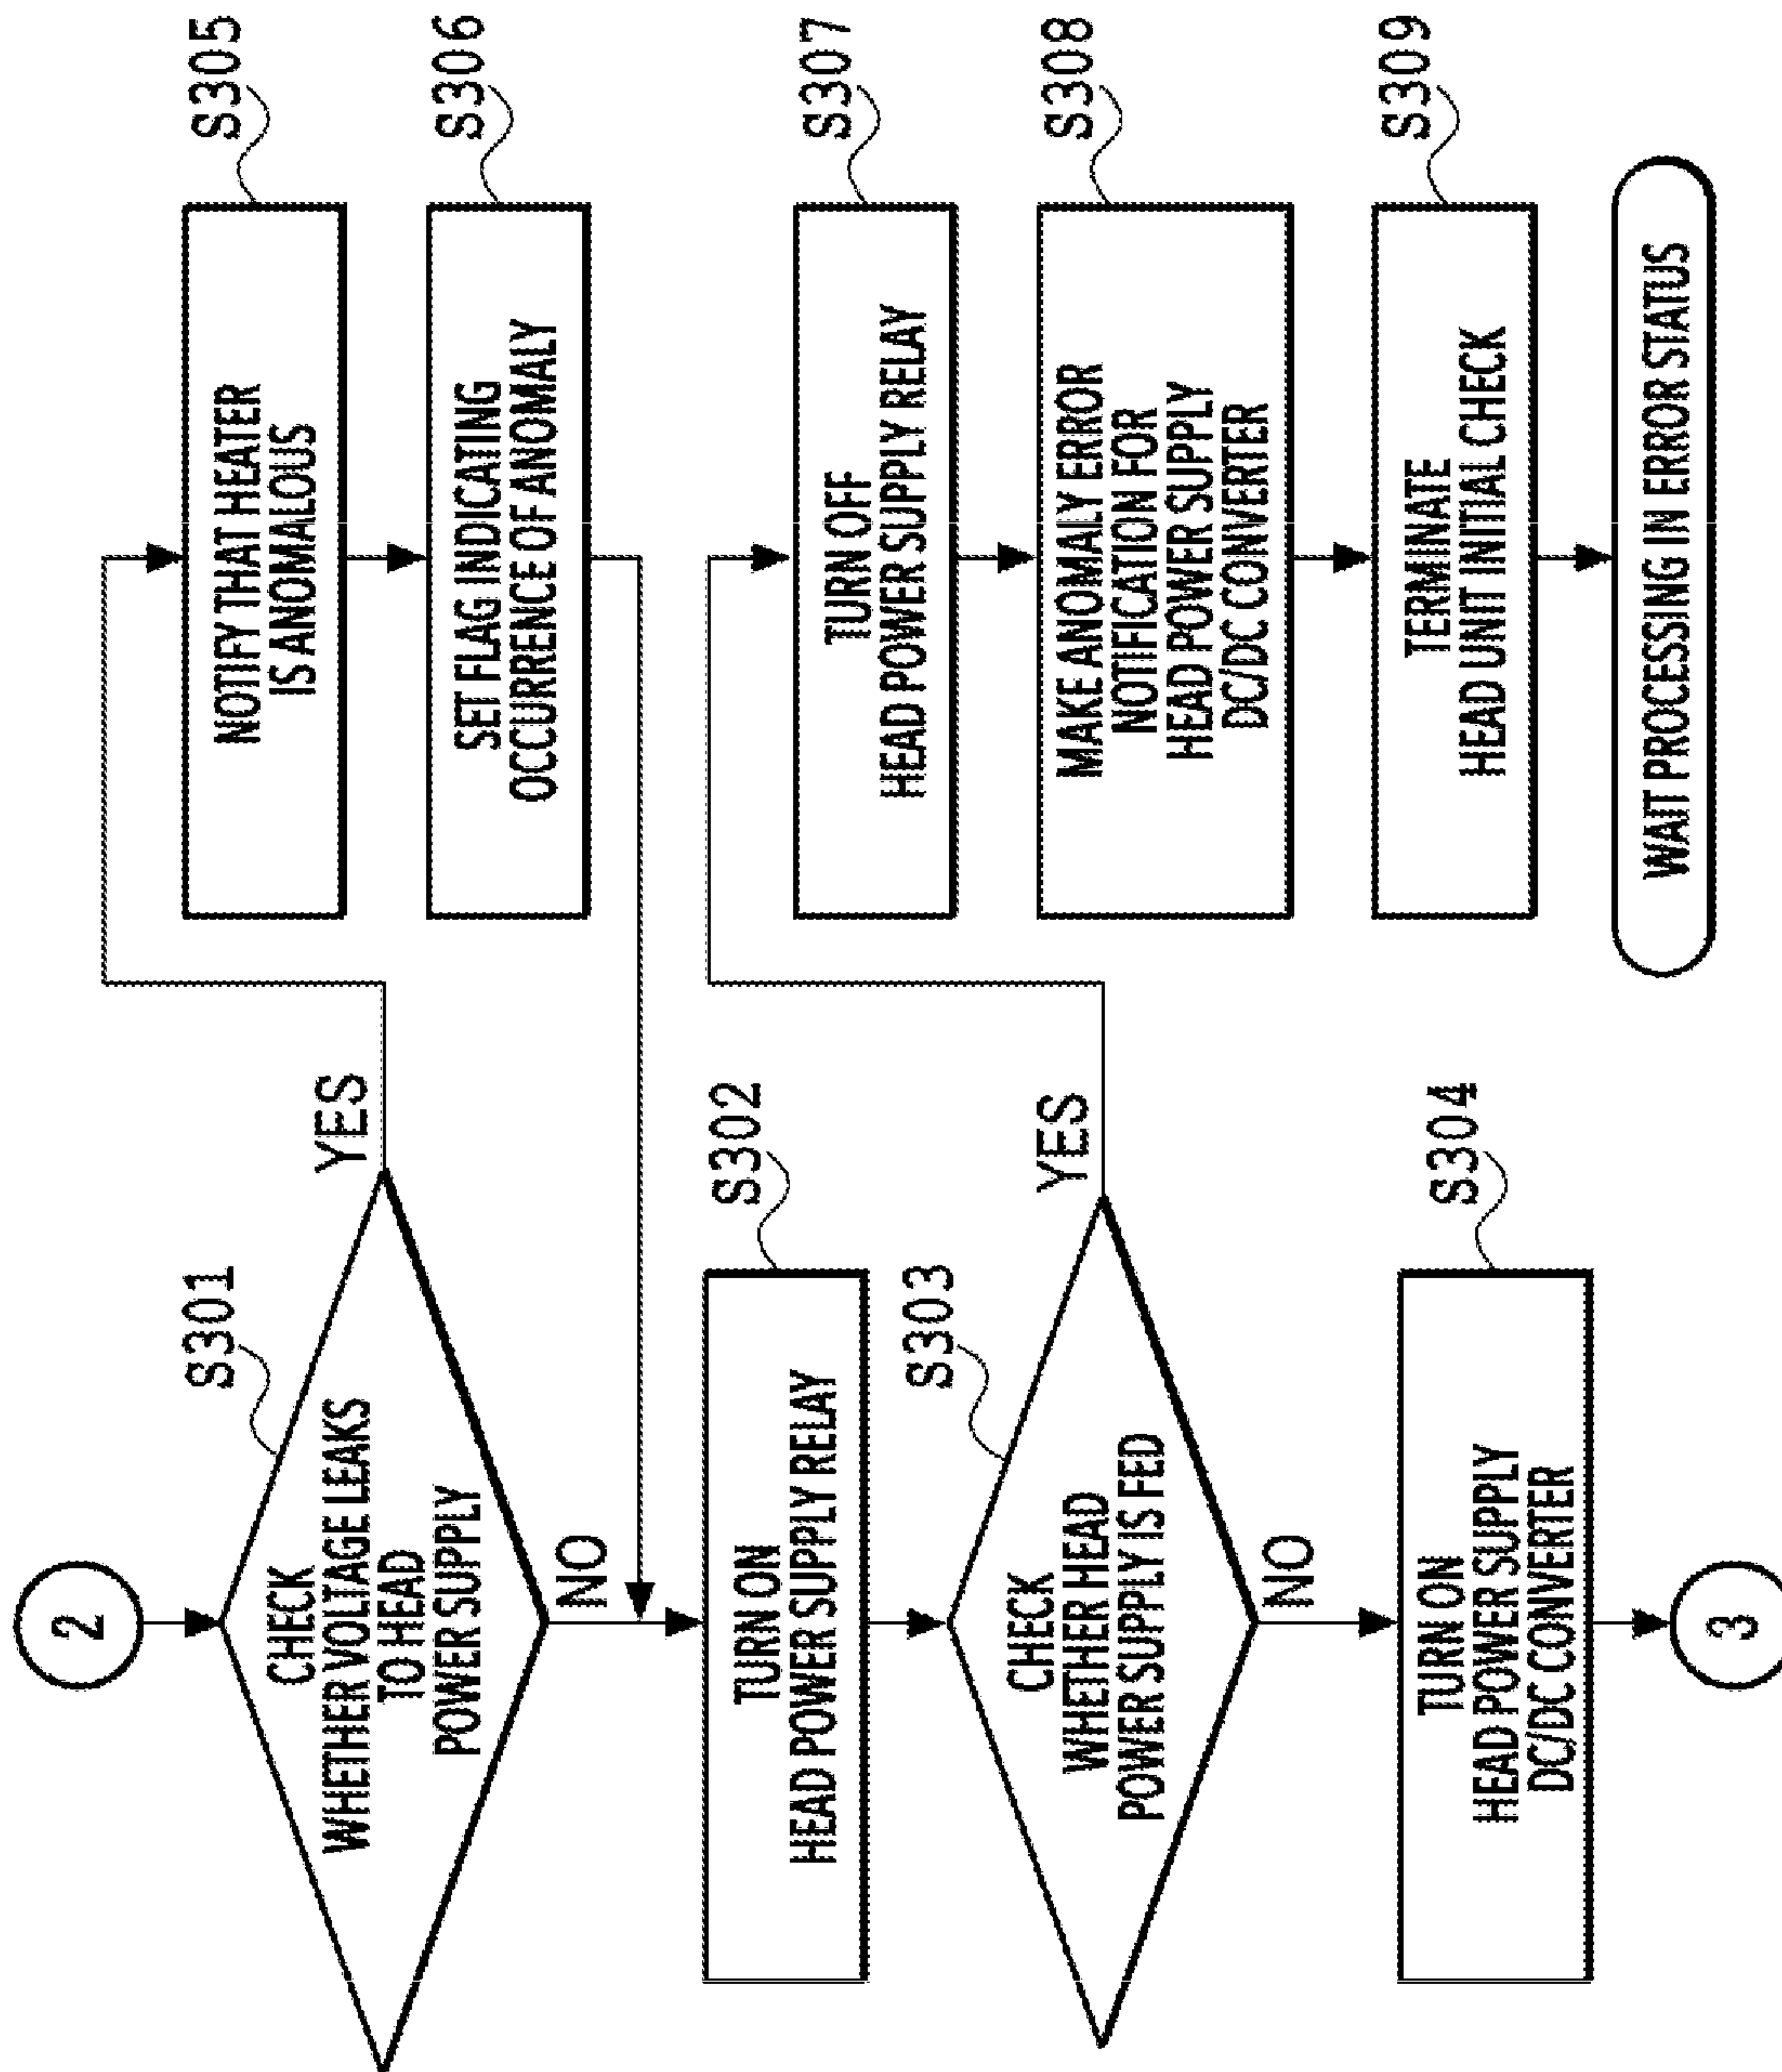 2
S301
CHECK
WHETHER VOLTAGE LEAKS
TO HEAD
POWER SUPPLY
YES
NO
S302
TURN ON
HEAD POWER SUPPLY RELAY
S303
CHECK
WHETHER HEAD
POWER SUPPLY IS FED
YES
NO
S304
TURN ON
HEAD POWER SUPPLY
DC/DC CONVERTER
3
S305
NOTIFY THAT HEATER
IS ANOMALOUS
S306
SET FLAG INDICATING
OCCURRENCE OF ANOMALY
S307
TURN OFF
HEAD POWER SUPPLY RELAY
S308
MAKE ANOMALY ERROR
NOTIFICATION FOR
HEAD POWER SUPPLY
DC/DC CONVERTER
S309
TERMINATE
HEAD UNIT INITIAL CHECK
WAIT PROCESSING IN ERROR STATUS